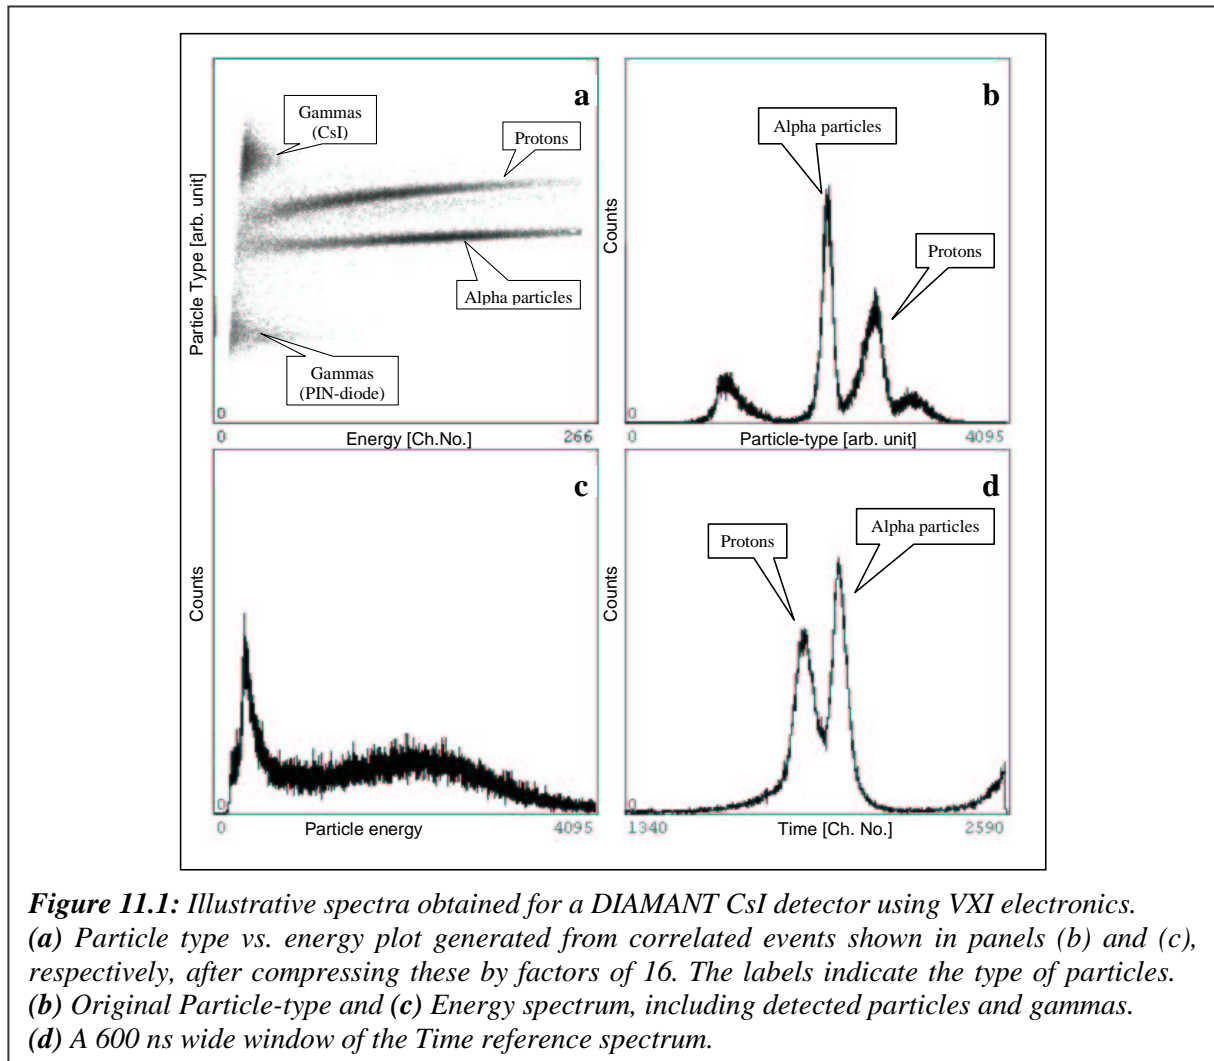 a
Gammas
(CsI)
Protons
Alpha particles
Gammas
(PIN-diode)
Particle Type [arb. unit]
0
0
Energy [Ch.No.]
266
b
Alpha particles
Protons
Counts
0
0
Particle-type [arb. unit]
4095
c
Counts
0
0
Particle energy
4095
d
Protons
Alpha particles
Counts
0
1340
Time [Ch. No.]
2590
Figure 11.1: Illustrative spectra obtained for a DIAMANT CsI detector using VXI electronics.
(a) Particle type vs. energy plot generated from correlated events shown in panels (b) and (c),
respectively, after compressing these by factors of 16. The labels indicate the type of particles.
(b) Original Particle-type and (c) Energy spectrum, including detected particles and gammas.
(d) A 600 ns wide window of the Time reference spectrum.